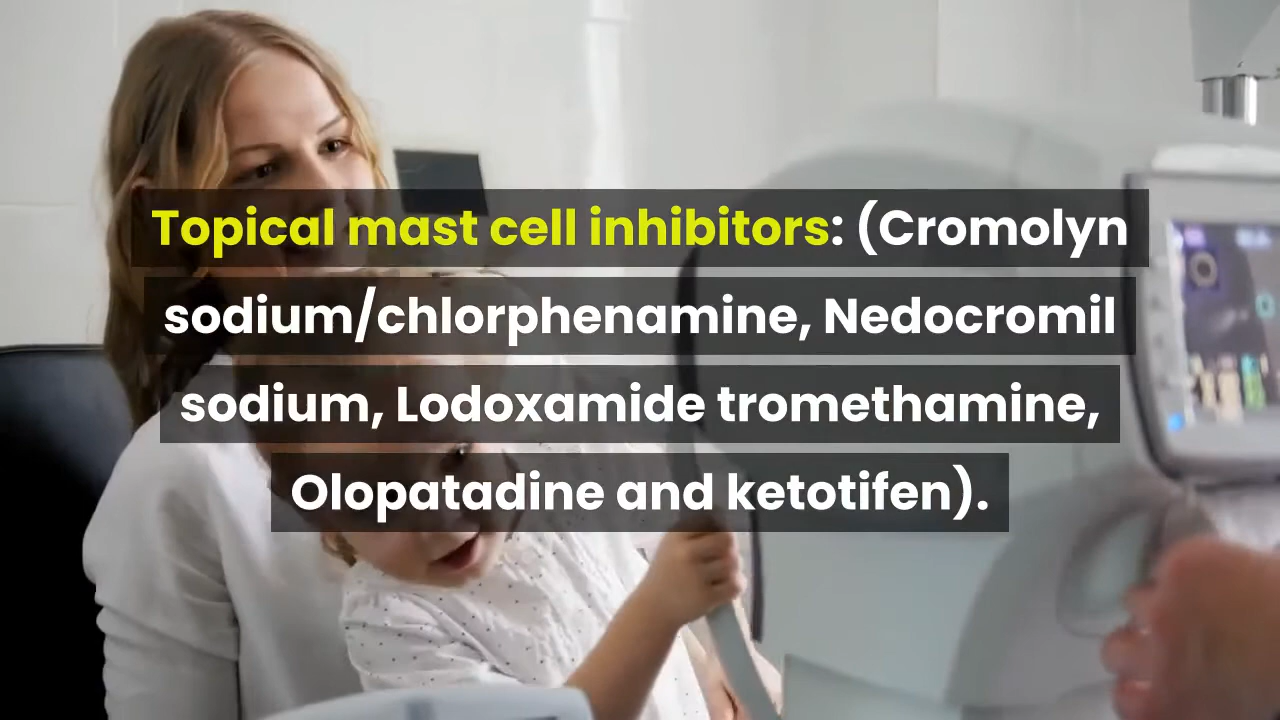 Topical mast cell inhibitors: (Cromolyn
sodium/chlorphenamine, Nedocromil
sodium, Lodoxamide tromethamine,
Olopatadine and ketotifen).